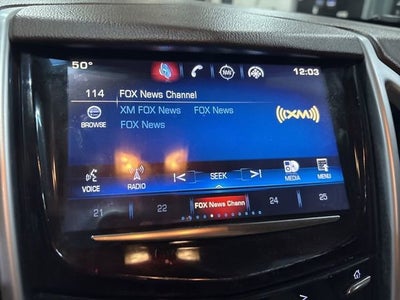 50° 12:03
114 FOX News Channel
XM FOX News FOX News
FOX News
((XM))
BROWSE
VOICE RADIO SEEK MEDIA MENU
21 22 FOX News Chann 24 25